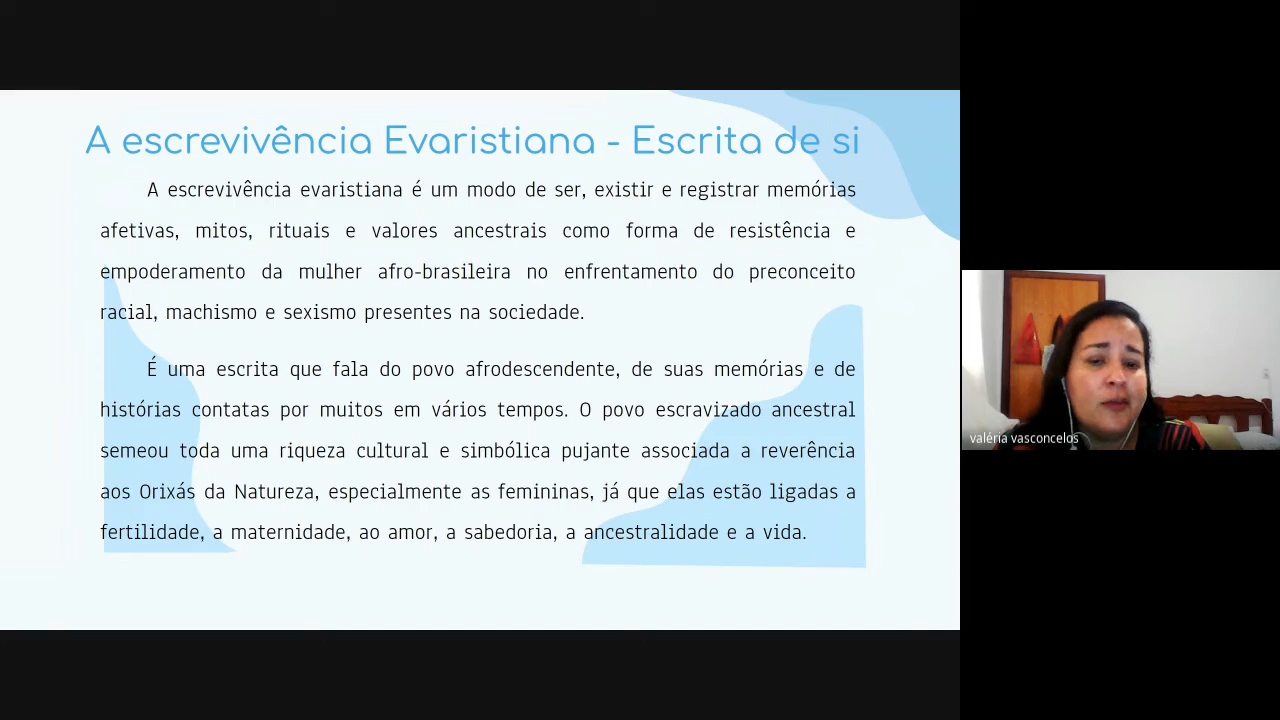 A escrevivência Evaristiana - Escrita de si
A escrevivência evaristiana é um modo de ser, existir e registrar memórias
afetivas, mitos, rituais e valores ancestrais como forma de resistência e
empoderamento da mulher afro-brasileira no enfrentamento do preconceito
racial, machismo e sexismo presentes na sociedade.
É uma escrita que fala do povo afrodescendente, de suas memórias e de
histórias contatas por muitos em vários tempos. O povo escravizado ancestral
semeou toda uma riqueza cultural e simbólica pujante associada a reverência
aos Orixás da Natureza, especialmente as femininas, já que elas estão ligadas a
fertilidade, a maternidade, ao amor, a sabedoria, a ancestralidade e a vida.
valéria vasconcelos